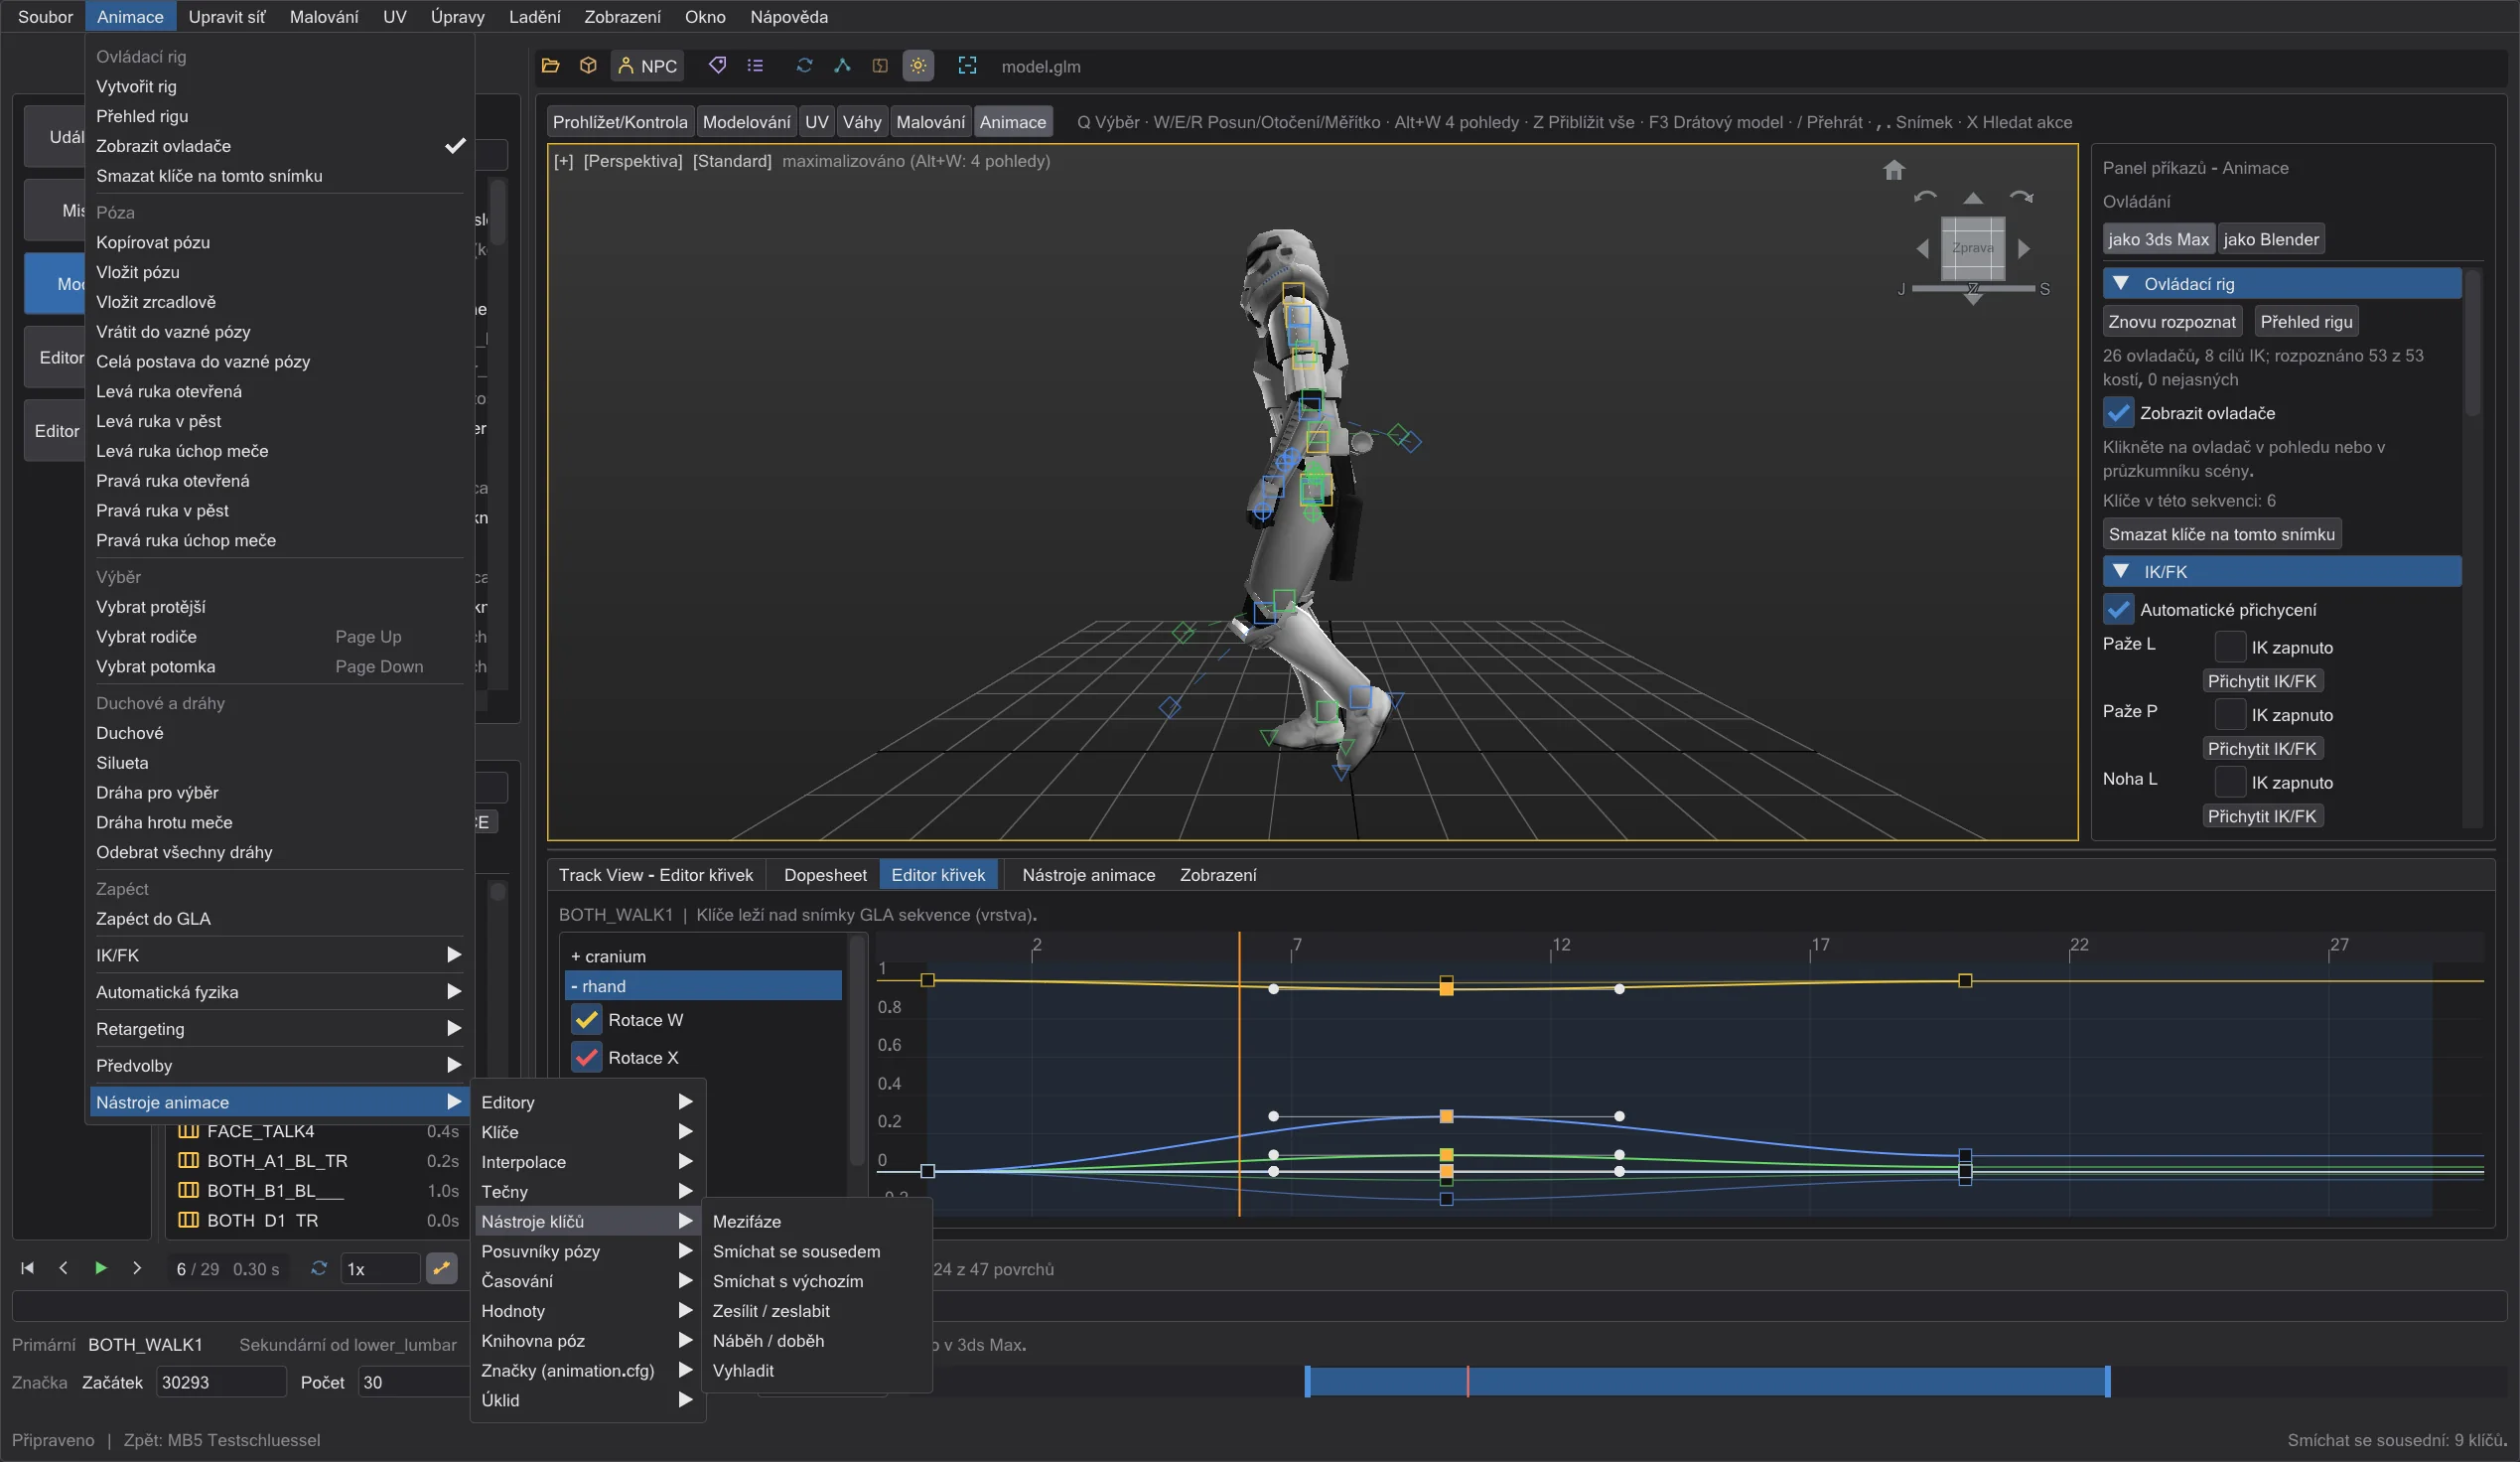 Soubor Animace Upravit síť Malování UV Úpravy Ladění Zobrazení Okno Nápověda
NPC model.glm
Ovládací rig
Vytvořit rig
Přehled rigu
Zobrazit ovladače
Smazat klíče na tomto snímku
Póza
Kopírovat pózu
Vložit pózu
Vložit zrcadlově
Vrátit do vazné pózy
Celá postava do vazné pózy
Levá ruka otevřená
Levá ruka v pěst
Levá ruka úchop meče
Pravá ruka otevřená
Pravá ruka v pěst
Pravá ruka úchop meče
Výběr
Vybrat protější
Vybrat rodiče Page Up
Vybrat potomka Page Down
Duchové a dráhy
Duchové
Silueta
Dráha pro výběr
Dráha hrotu meče
Odebrat všechny dráhy
Zapéct
Zapéct do GLA
IK/FK
Automatická fyzika
Retargeting
Předvolby
Nástroje animace
Editor
Editor
Prohlížet/Kontrola Modelování UV Váhy Malování Animace Q Výběr · W/E/R Posun/Otočení/Měřítko · Alt+W 4 pohledy · Z Přiblížit vše · F3 Drátový model · / Přehrát · , . Snímek · X Hledat akce
[+] [Perspektiva] [Standard] maximalizováno (Alt+W: 4 pohledy)
Zprava
J Z S
Panel příkazů - Animace
Ovládání
jako 3ds Max jako Blender
Ovládací rig
Znovu rozpoznat Přehled rigu
26 ovladačů, 8 cílů IK; rozpoznáno 53 z 53
kostí, 0 nejasných
Zobrazit ovladače
Klikněte na ovladač v pohledu nebo v
průzkumníku scény.
Klíče v této sekvenci: 6
Smazat klíče na tomto snímku
IK/FK
Automatické přichycení
Paže L IK zapnuto
Přichytit IK/FK
Paže P IK zapnuto
Přichytit IK/FK
Noha L IK zapnuto
Přichytit IK/FK
Track View - Editor křivek Dopesheet Editor křivek Nástroje animace Zobrazení
BOTH_WALK1 | Klíče leží nad snímky GLA sekvence (vrstva).
+ cranium
- rhand
Rotace W
Rotace X
2 7 12 17 22 27
1
0.8
0.6
0.4
0.2
0
Editory
Klíče
Interpolace
Tečny
Nástroje klíčů
Posuvníky pózy
Časování
Hodnoty
Knihovna póz
Značky (animation.cfg)
Úklid
Mezifáze
Smíchat se sousedem
Smíchat s výchozím
Zesílit / zeslabit
Náběh / doběh
Vyhladit
FACE_TALK4 0.4s
BOTH_A1_BL_TR 0.2s
BOTH_B1_BL___ 1.0s
BOTH D1 TR 0.0s
6 / 29 0.30 s 1x 24 z 47 povrchů
Primární BOTH_WALK1 Sekundární od lower_lumbar v 3ds Max.
Značka Začátek 30293 Počet 30
Připraveno | Zpět: MB5 Testschluessel Smíchat se sousední: 9 klíčů.